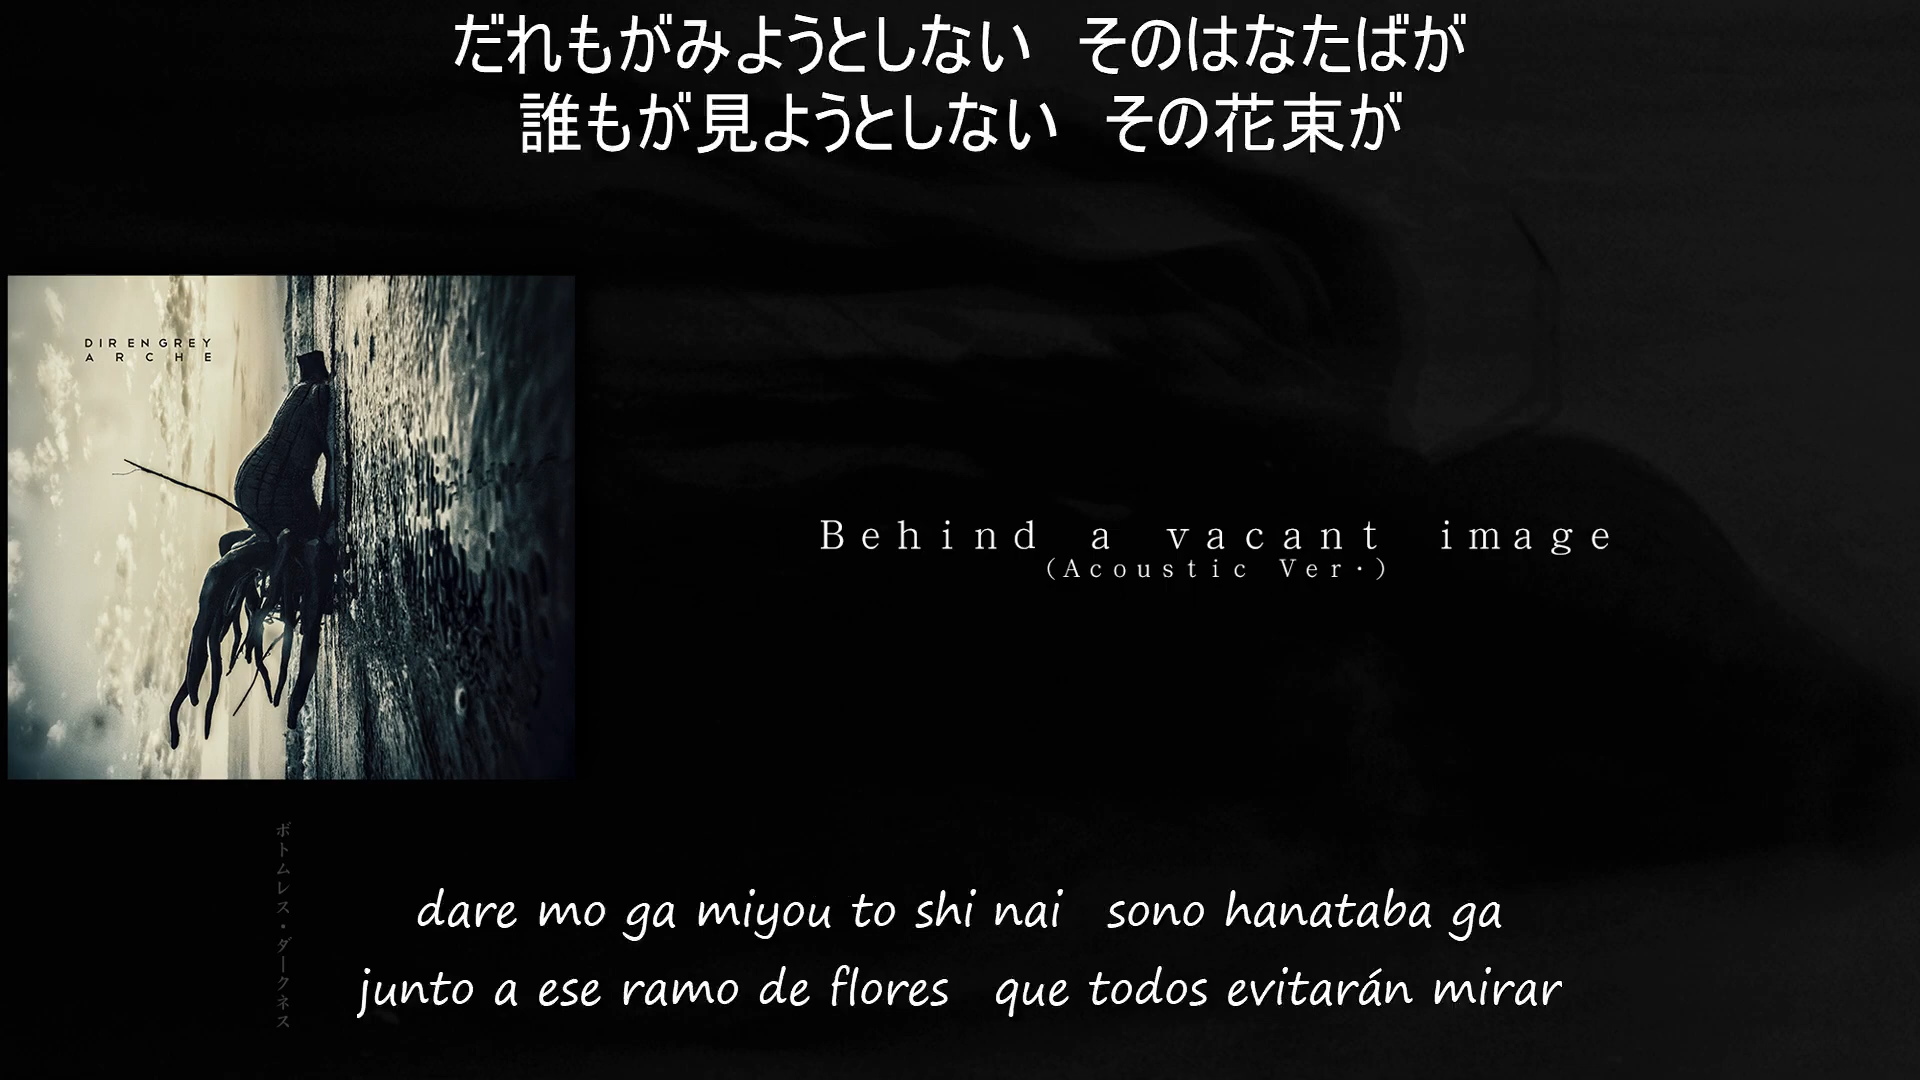 だれもがみようとしない　そのはなたばが
誰もが見ようとしない　その花束が
DIR EN GREY
ARCHE
Behind a vacant image
(Acoustic Ver.)
ボトムレス・ダークネス
dare mo ga miyou to shi nai   sono hanataba ga
junto a ese ramo de flores   que todos evitarán mirar